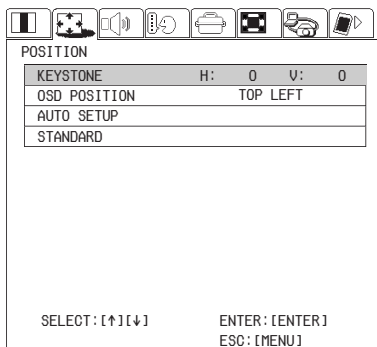 POSITION
KEYSTONE H: 0 V: 0
OSD POSITION TOP LEFT
AUTO SETUP
STANDARD
SELECT:[↑][↓] ENTER:[ENTER]
ESC:[MENU]